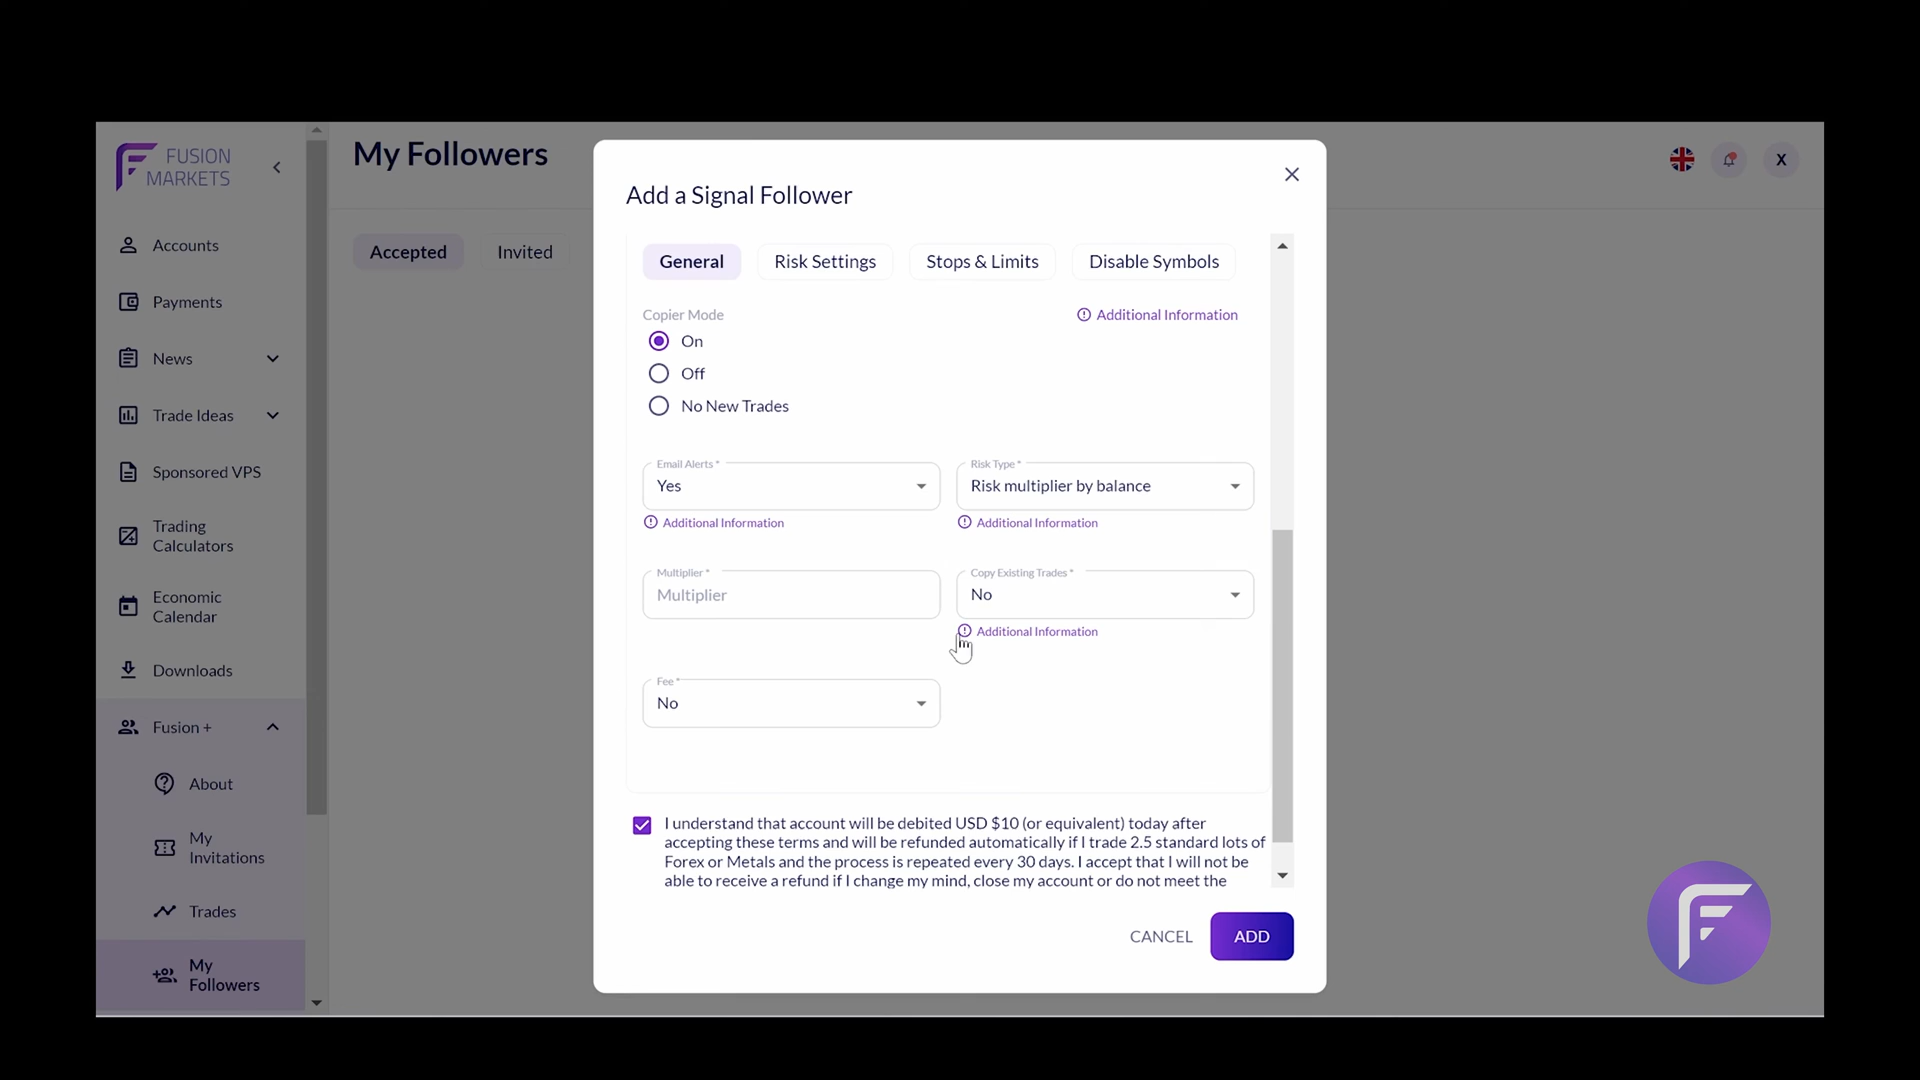 FUSION
MARKETS
Accounts
Payments
News
Trade Ideas
Sponsored VPS
Trading
Calculators
Economic
Calendar
Downloads
Fusion +
About
My
Invitations
Trades
My
Followers
My Followers
Accepted
Invited
X
Add a Signal Follower
General
Risk Settings
Stops & Limits
Disable Symbols
Copier Mode
Additional Information
On
Off
No New Trades
Email Alerts *
Yes
Additional Information
Risk Type *
Risk multiplier by balance
Additional Information
Multiplier *
Multiplier
Copy Existing Trades *
No
Additional Information
Fee *
No
I understand that account will be debited USD $10 (or equivalent) today after
accepting these terms and will be refunded automatically if I trade 2.5 standard lots of
Forex or Metals and the process is repeated every 30 days. I accept that I will not be
able to receive a refund if I change my mind, close my account or do not meet the
CANCEL
ADD